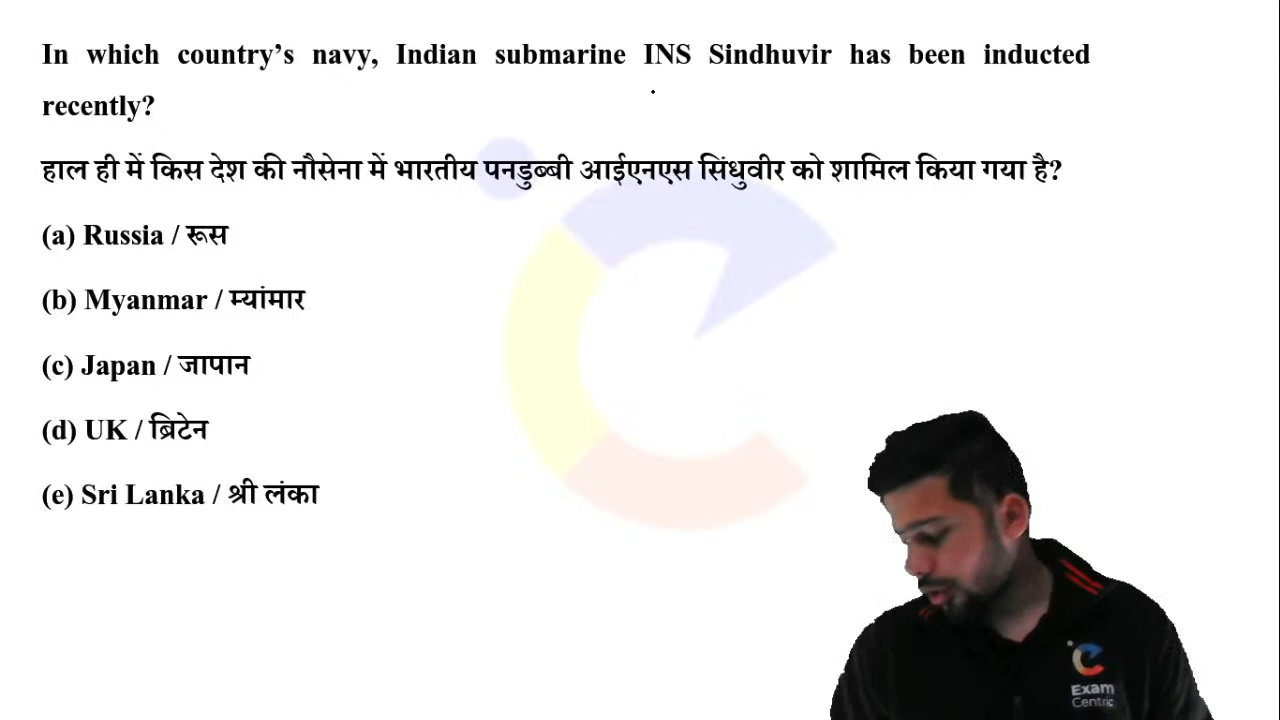 In which country’s navy, Indian submarine INS Sindhuvir has been inducted
recently?
हाल ही में किस देश की नौसेना में भारतीय पनडुब्बी आईएनएस सिंधुवीर को शामिल किया गया है?
(a) Russia / रूस
(b) Myanmar / म्यांमार
(c) Japan / जापान
(d) UK / ब्रिटेन
(e) Sri Lanka / श्री लंका
Exam
Centric